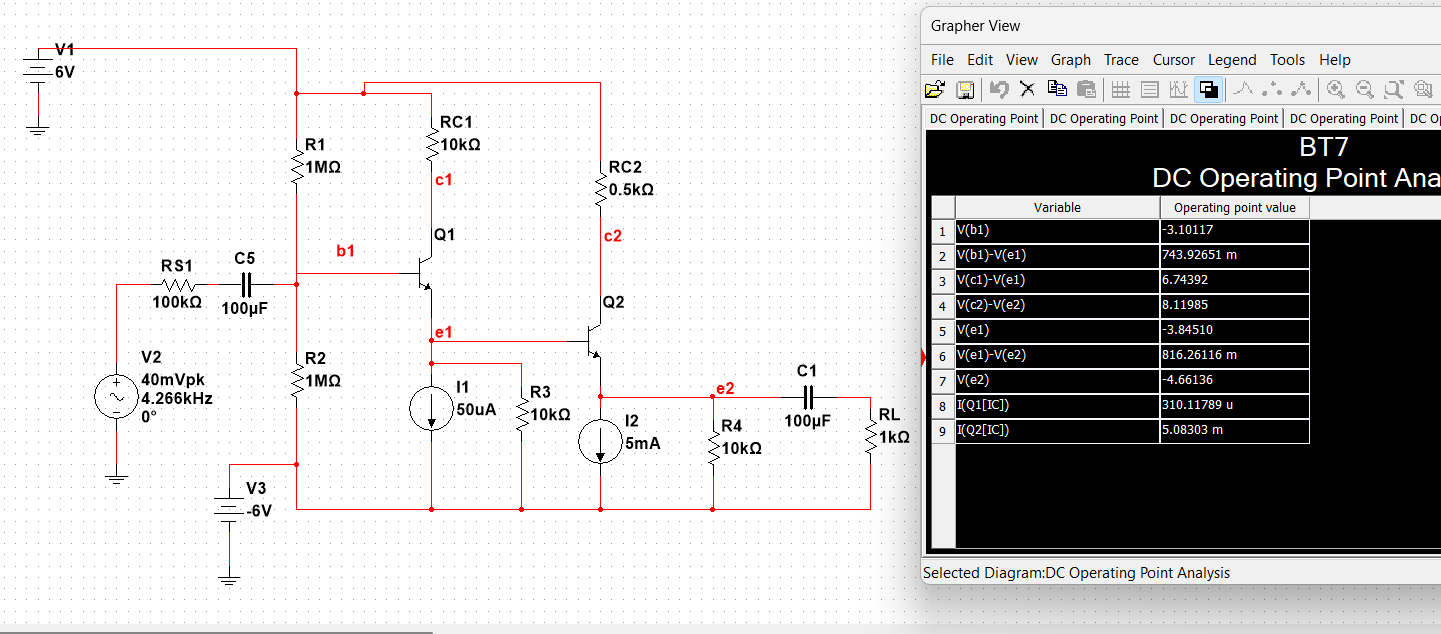 V1
6V
R1
1MΩ
RC1
10kΩ
c1
RC2
0.5kΩ
c2
Q1
b1
RS1
100kΩ
C5
100µF
Q2
e1
V2
40mVpk
4.266kHz
0°
R2
1MΩ
I1
50uA
R3
10kΩ
I2
5mA
e2
R4
10kΩ
C1
100µF
RL
1kΩ
V3
-6V
Grapher View
File Edit View Graph Trace Cursor Legend Tools Help
DC Operating Point DC Operating Point DC Operating Point DC Operating Point DC Op
BT7
DC Operating Point Ana
Variable Operating point value
1 V(b1) -3.10117
2 V(b1)-V(e1) 743.92651 m
3 V(c1)-V(e1) 6.74392
4 V(c2)-V(e2) 8.11985
5 V(e1) -3.84510
6 V(e1)-V(e2) 816.26116 m
7 V(e2) -4.66136
8 I(Q1[IC]) 310.11789 u
9 I(Q2[IC]) 5.08303 m
Selected Diagram:DC Operating Point Analysis